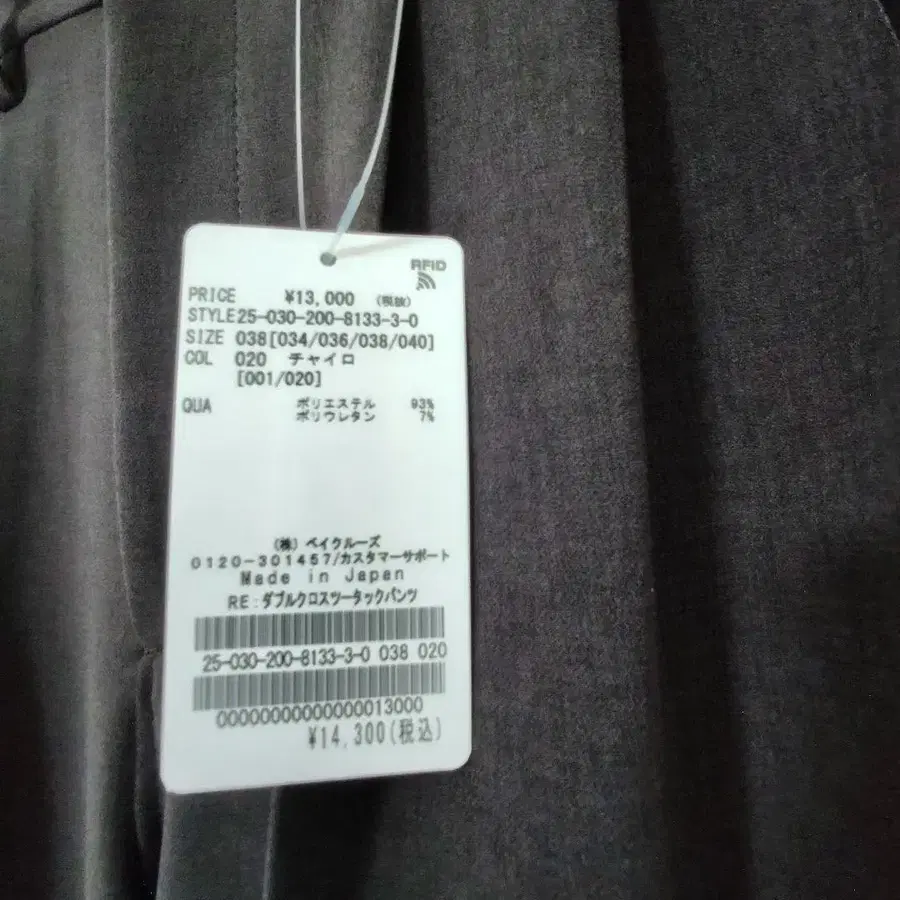 RFID
PRICE ¥13,000 (税抜)
STYLE 25-030-200-8133-3-0
SIZE 038[034/036/038/040]
COL 020 チャイロ
[001/020]
QUA ポリエステル 93%
ポリウレタン 7%
(株) ベイクルーズ
0120-301457/カスタマーサポート
Made in Japan
RE:ダブルクロスツータックパンツ
25-030-200-8133-3-0 038 020
00000000000000013000
¥14,300(税込)